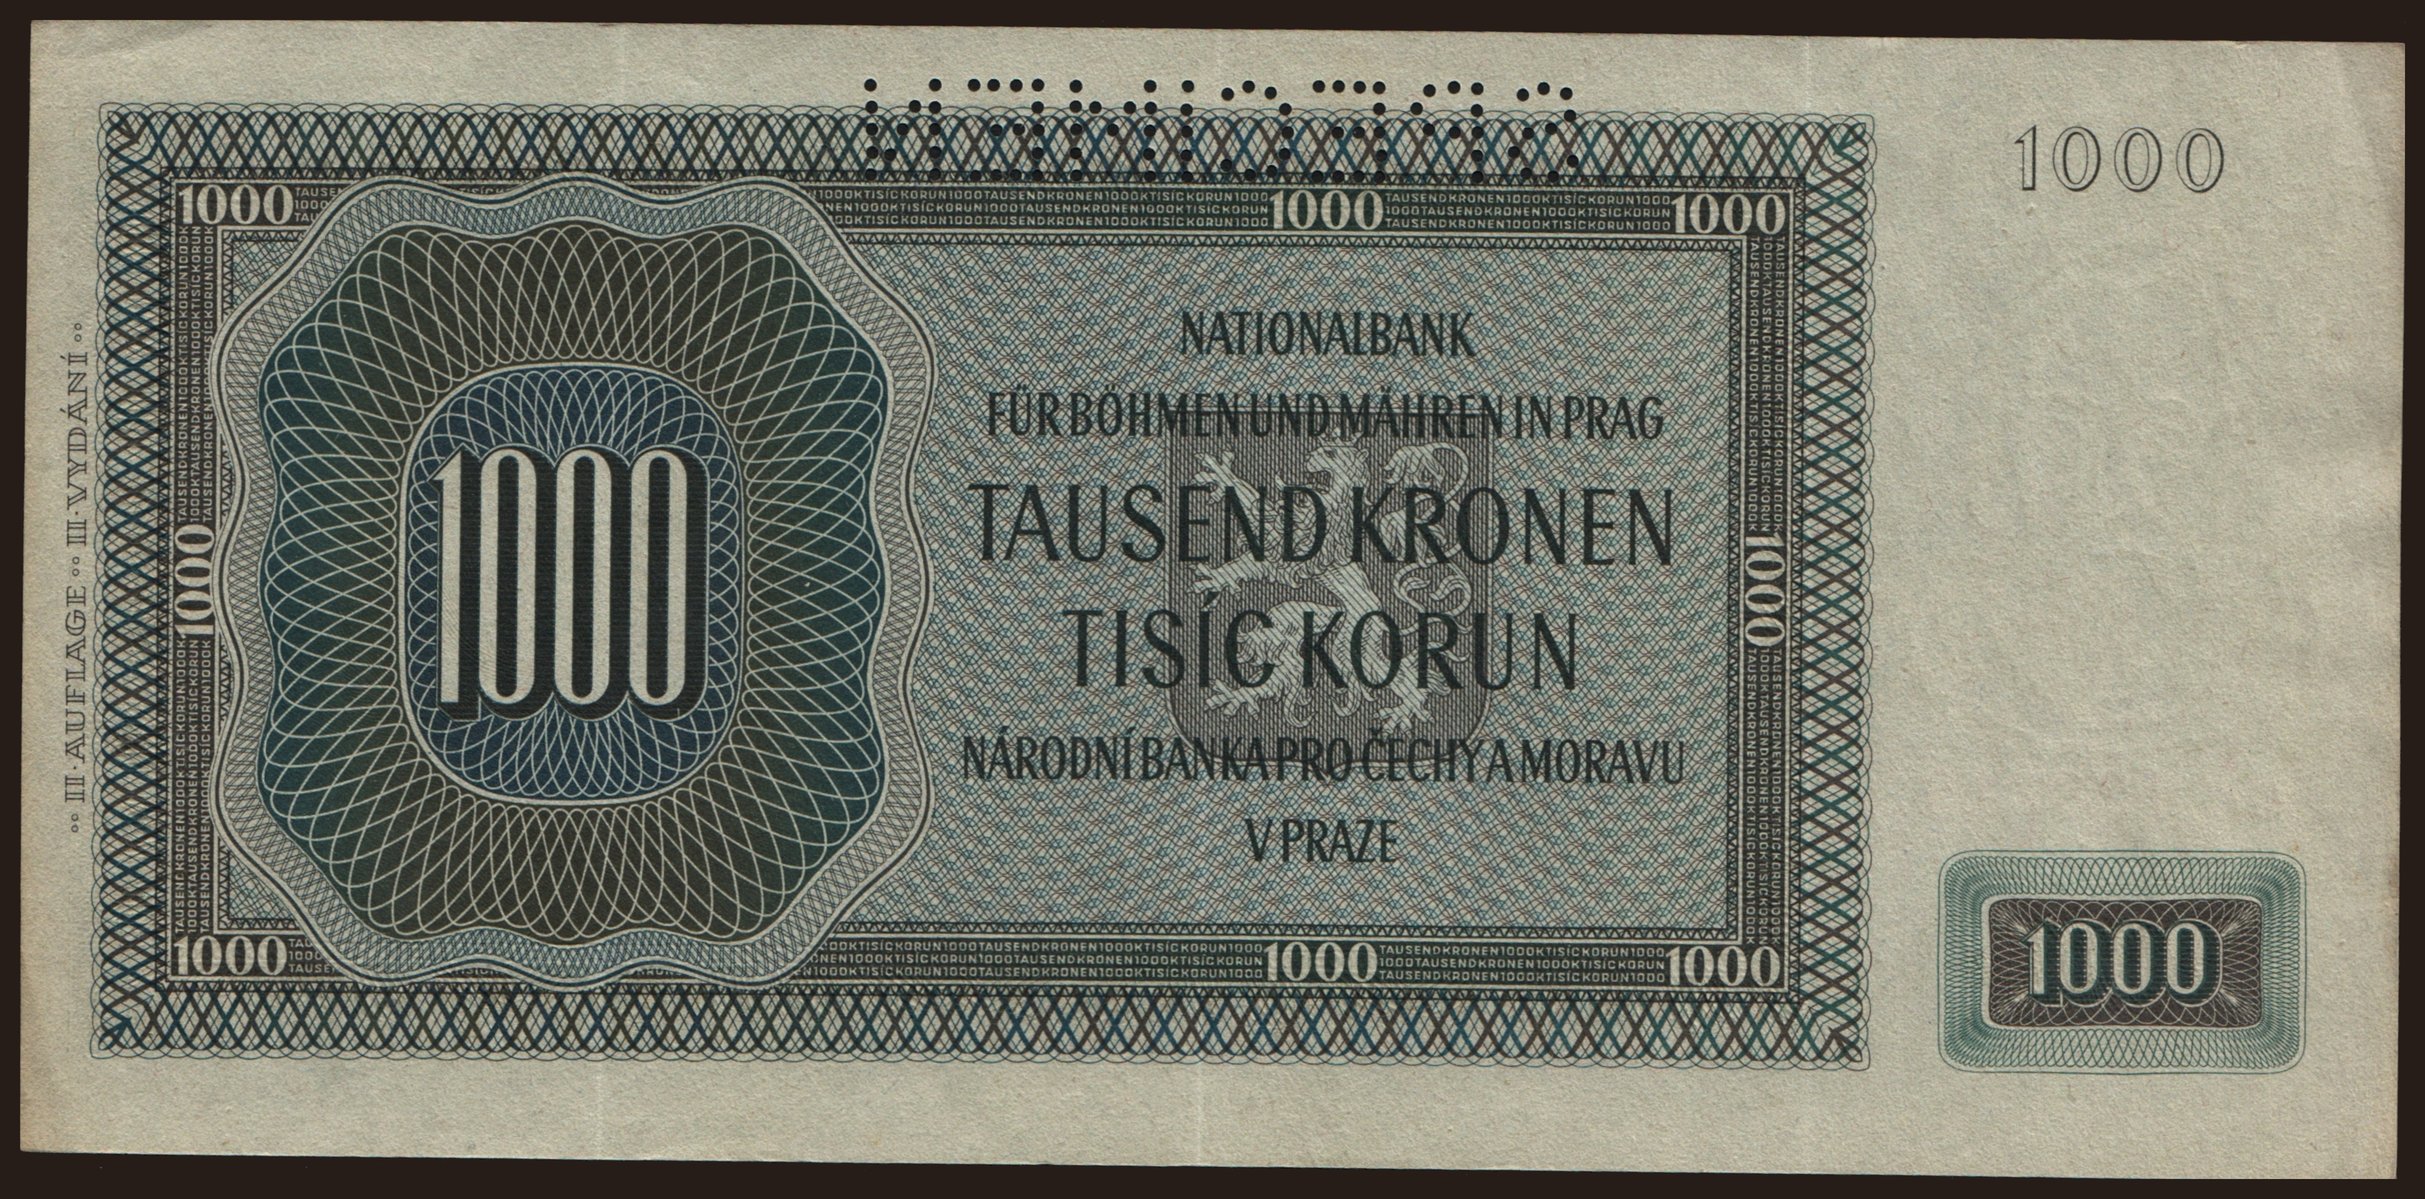 SPECIMEN
1000
1000 1000 1000
NATIONALBANK
FÜR BÖHMEN UND MÄHREN IN PRAG
TAUSEND KRONEN
TISÍC KORUN
NÁRODNÍ BANKA PRO ČECHY A MORAVU
V PRAZE
1000
1000
1000
1000 1000 1000
1000
°° II·AUFLAGE °° II·VYDÁNÍ °°